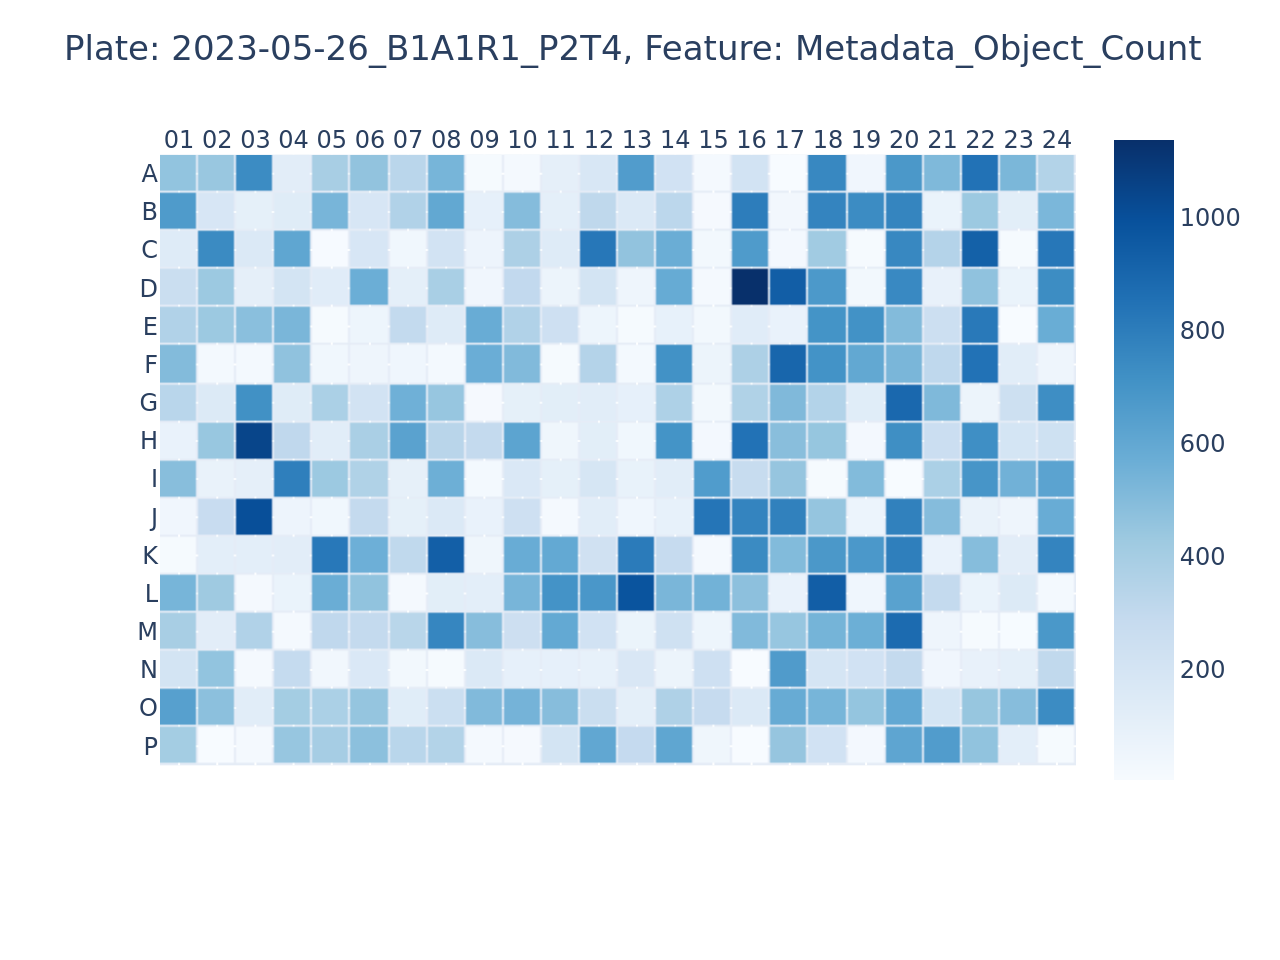 Plate: 2023-05-26_B1A1R1_P2T4, Feature: Metadata_Object_Count
01 02 03 04 05 06 07 08 09 10 11 12 13 14 15 16 17 18 19 20 21 22 23 24
A
B
C
D
E
F
G
H
I
J
K
L
M
N
O
P
1000
800
600
400
200